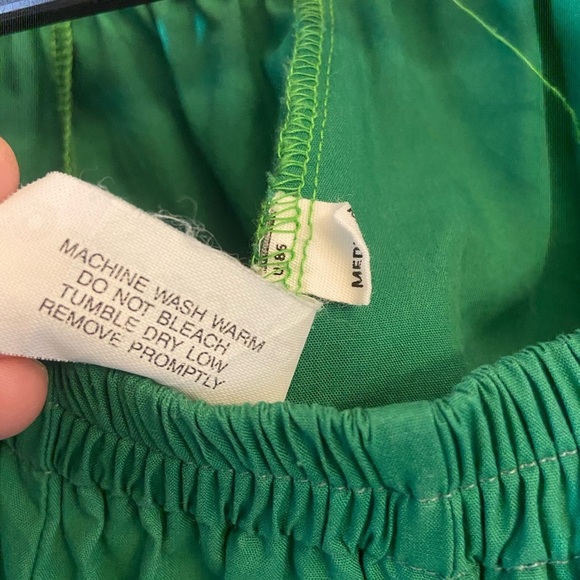 MACHINE WASH WARM
DO NOT BLEACH
TUMBLE DRY LOW
REMOVE PROMPTLY